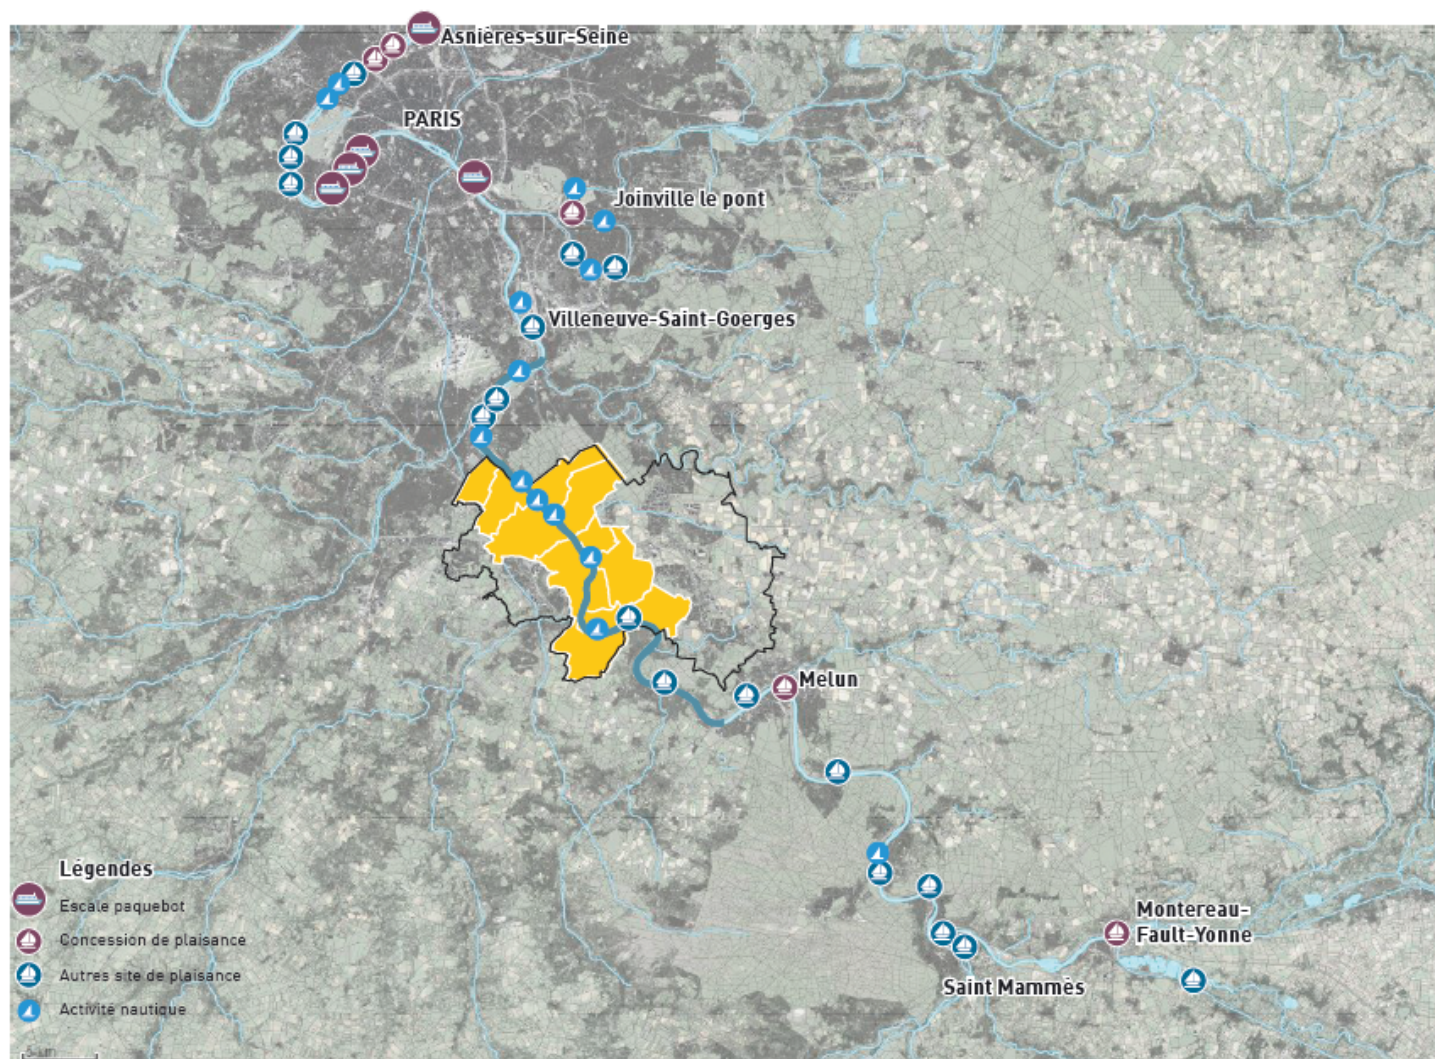 Asnières-sur-Seine
PARIS
Joinville le pont
Villeneuve-Saint-Goerges
Melun
Montereau-
Fault-Yonne
Saint Mammès
Légendes
Escale paquebot
Concession de plaisance
Autres site de plaisance
Activité nautique